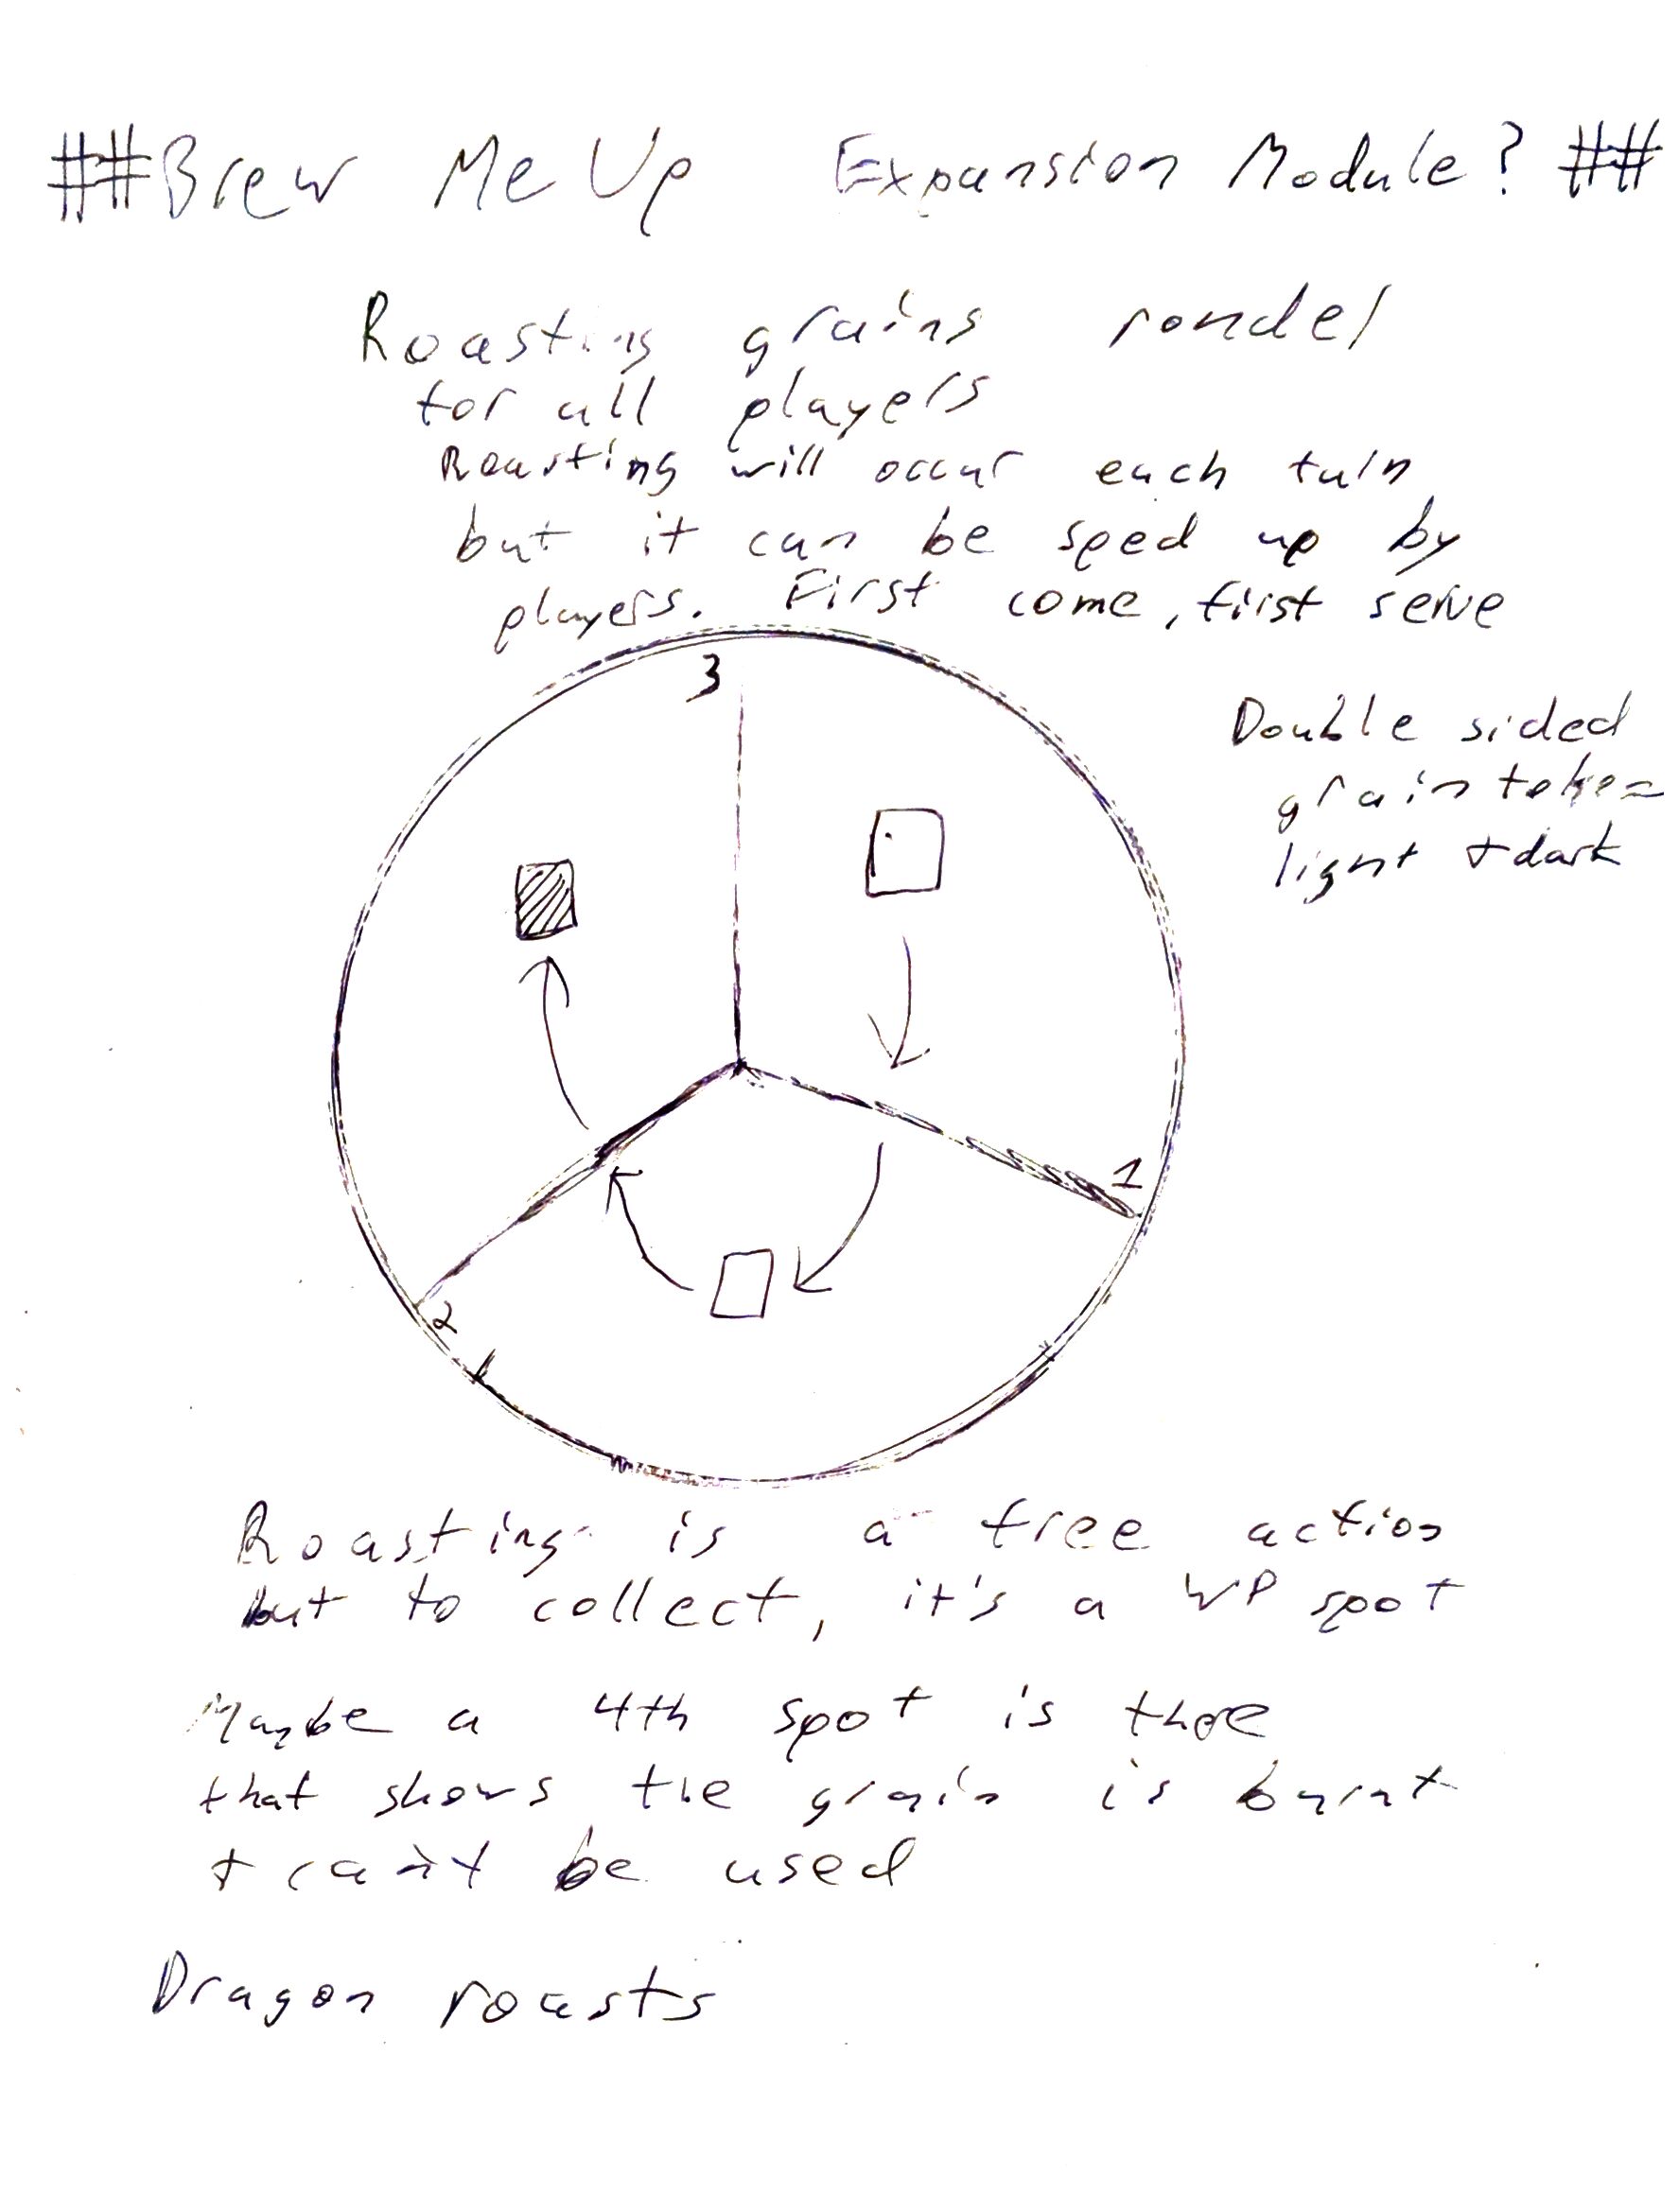 ##Brew Me Up Expansion Module? ##
Roasting grains rondel
for all players
Roasting will occur each turn
but it can be sped up by
players. First come, first serve
3
Double sided
grain token
light + dark
1
2
Roasting is a free action
but to collect, it's a WP spot
Maybe a 4th spot is there
that shows the grain is burnt
+ can't be used
Dragon roasts